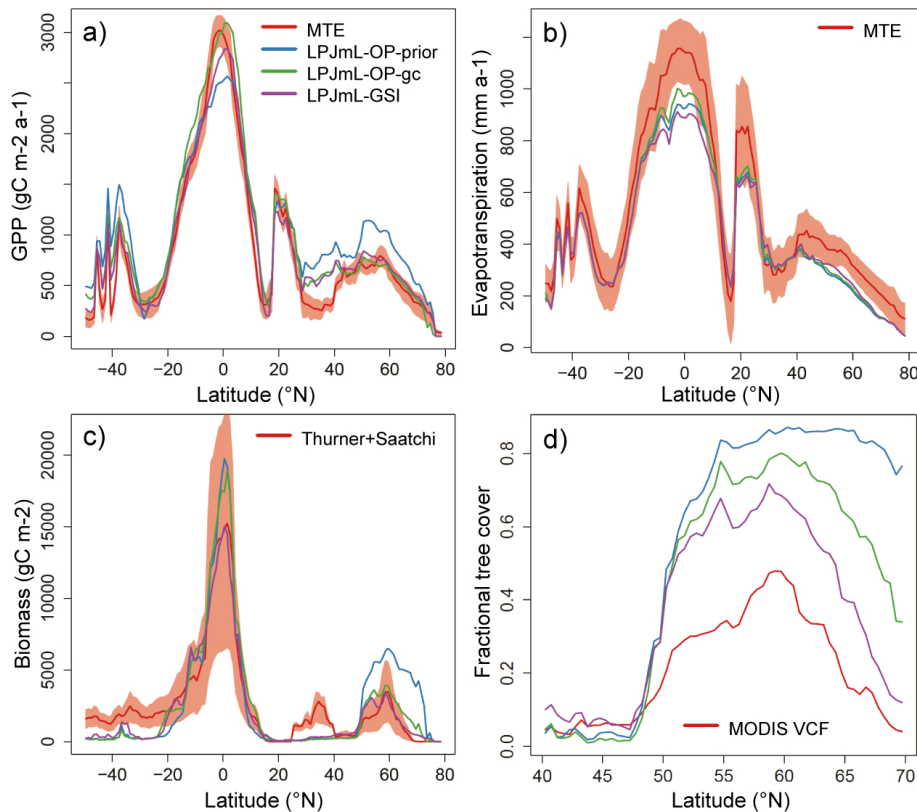 a)
MTE
LPJmL-OP-prior
LPJmL-OP-gc
LPJmL-GSI
GPP (gC m-2 a-1)
0 500 1000 2000 3000
−40 −20 0 20 40 60 80
Latitude (°N)
b)
MTE
Evapotranspiration (mm a-1)
0 200 400 600 800 1000
−40 −20 0 20 40 60 80
Latitude (°N)
c)
Thurner+Saatchi
Biomass (gC m-2)
0 5000 10000 15000 20000
−40 −20 0 20 40 60 80
Latitude (°N)
d)
MODIS VCF
Fractional tree cover
0.0 0.2 0.4 0.6 0.8
40 45 50 55 60 65 70
Latitude (°N)